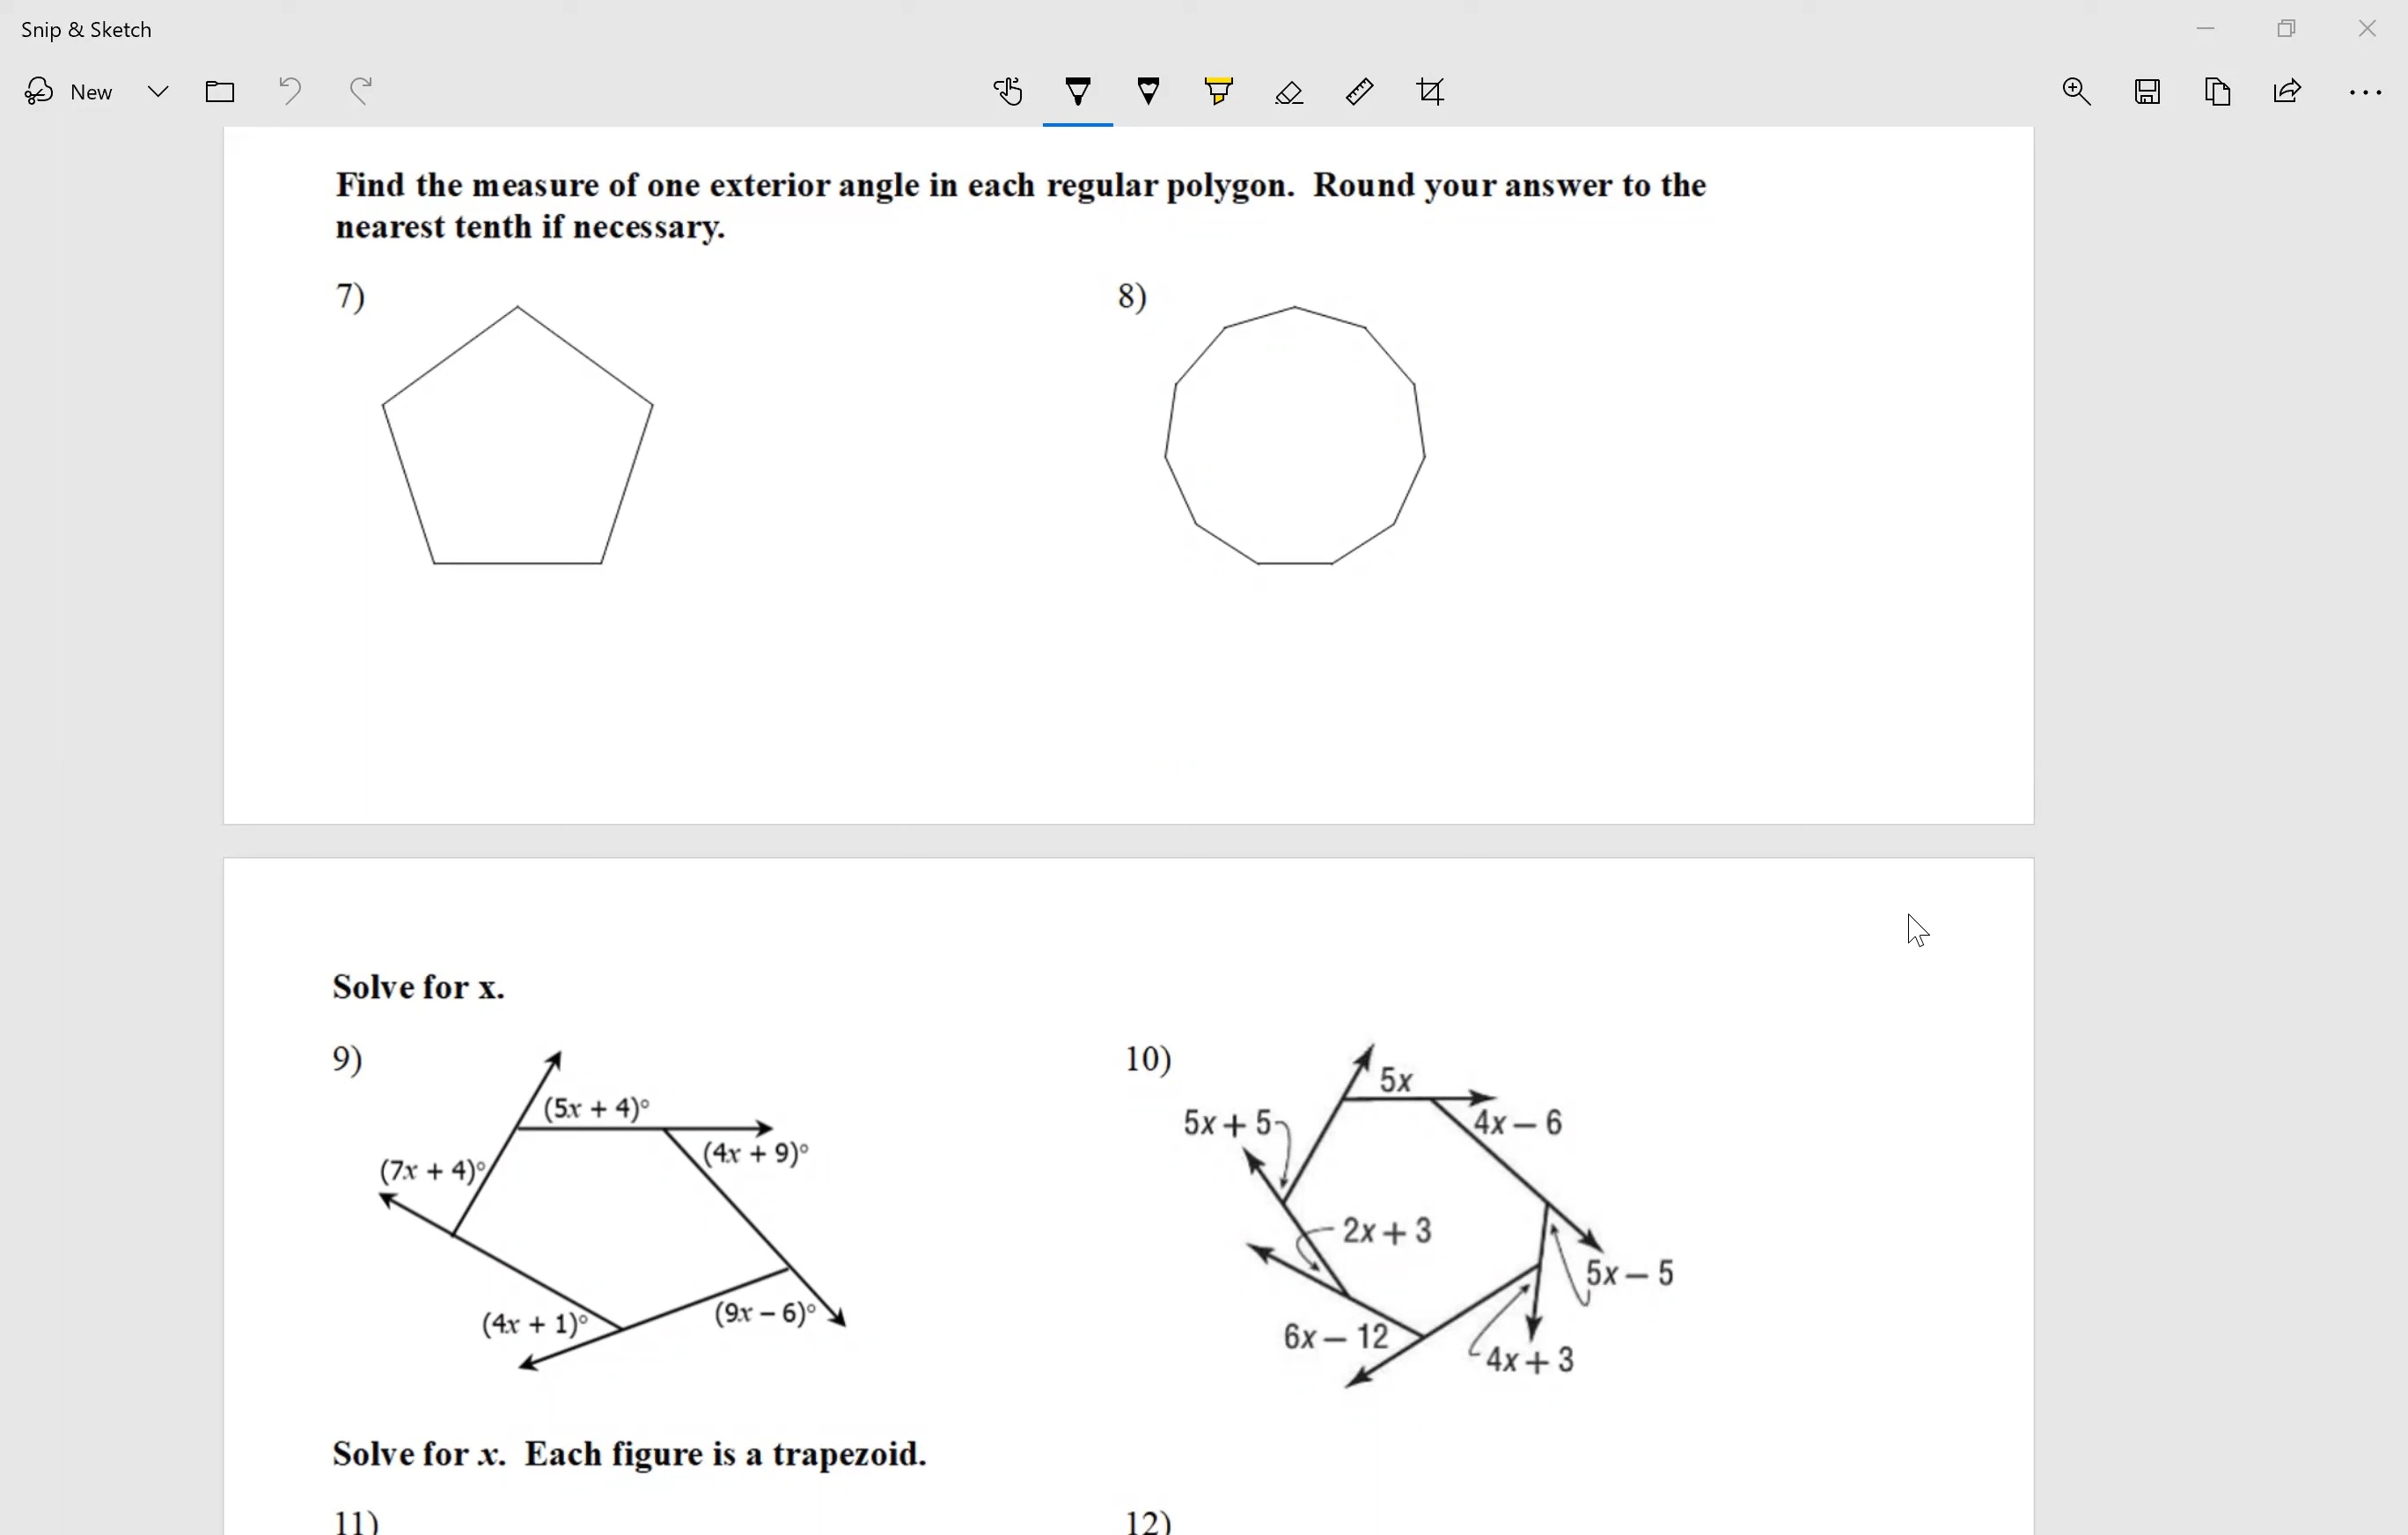 Snip & Sketch
New
Find the measure of one exterior angle in each regular polygon. Round your answer to the
nearest tenth if necessary.
7)
8)
Solve for x.
9)
(5x + 4)°
(4x + 9)°
(7x + 4)°
(4x + 1)°
(9x – 6)°
10)
5x
5x + 5
4x – 6
2x + 3
5x – 5
6x – 12
4x + 3
Solve for x. Each figure is a trapezoid.
11)
12)